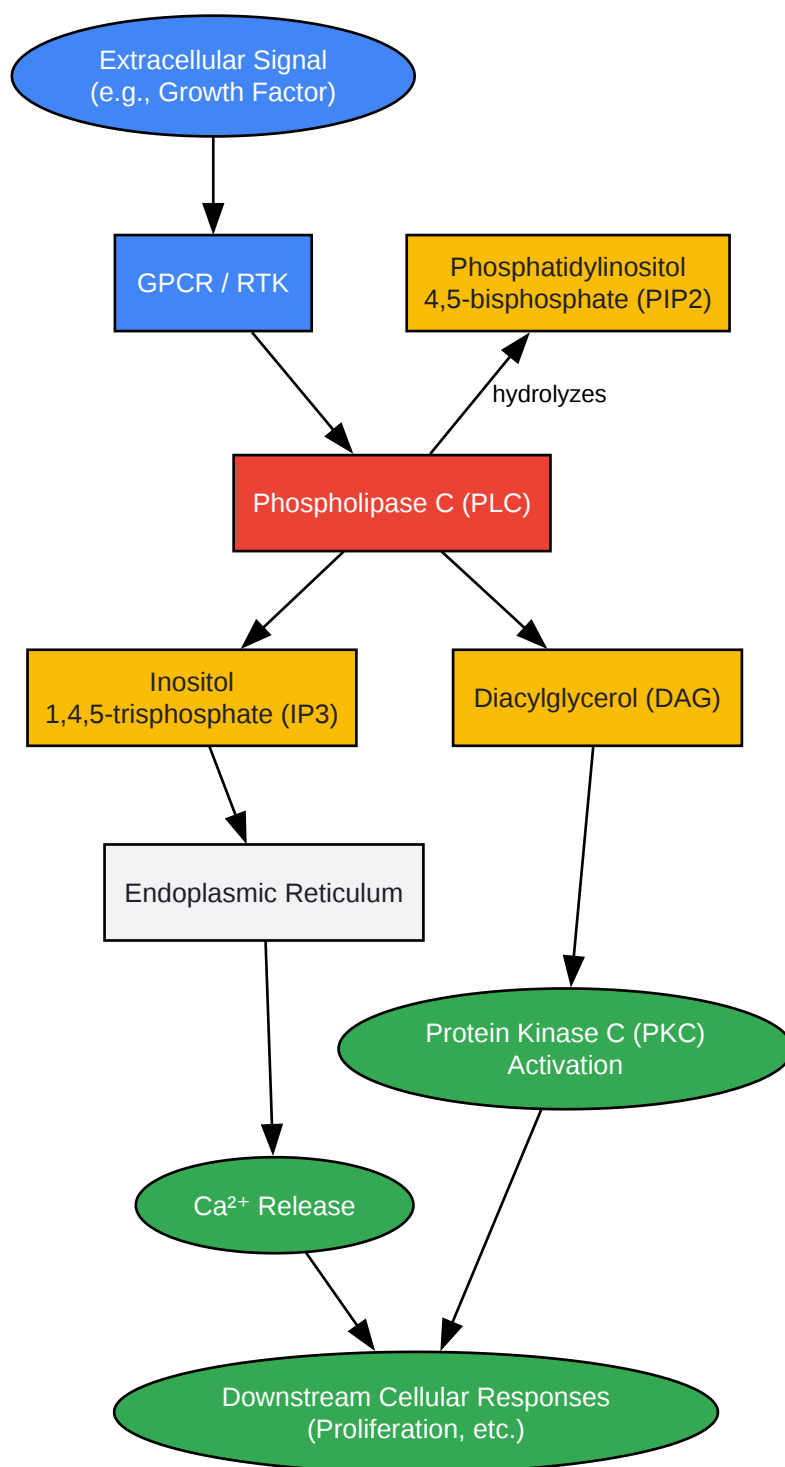 Extracellular Signal
(e.g., Growth Factor)
GPCR / RTK
Phosphatidylinositol
4,5-bisphosphate (PIP2)
hydrolyzes
Phospholipase C (PLC)
Inositol
1,4,5-trisphosphate (IP3)
Diacylglycerol (DAG)
Endoplasmic Reticulum
Protein Kinase C (PKC)
Activation
Ca²⁺ Release
Downstream Cellular Responses
(Proliferation, etc.)